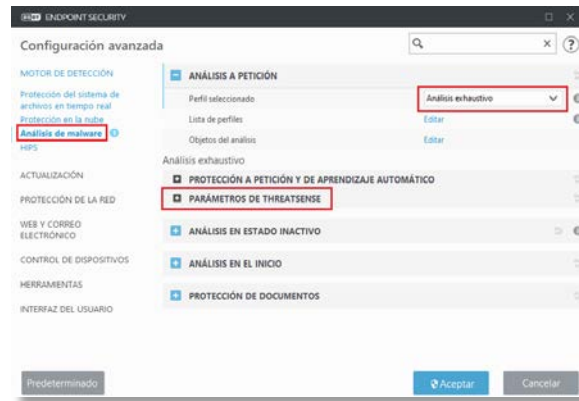 eset ENDPOINT SECURITY
Configuración avanzada
MOTOR DE DETECCIÓN
Protección del sistema de
archivos en tiempo real
Protección en la nube
Análisis de malware
HIPS
ACTUALIZACIÓN
PROTECCIÓN DE LA RED
WEB Y CORREO
ELECTRÓNICO
CONTROL DE DISPOSITIVOS
HERRAMIENTAS
INTERFAZ DEL USUARIO
ANÁLISIS A PETICIÓN
Perfil seleccionado Análisis exhaustivo
Lista de perfiles Editar
Objetos del análisis Editar
Análisis exhaustivo
PROTECCIÓN A PETICIÓN Y DE APRENDIZAJE AUTOMÁTICO
PARÁMETROS DE THREATSENSE
ANÁLISIS EN ESTADO INACTIVO
ANÁLISIS EN EL INICIO
PROTECCIÓN DE DOCUMENTOS
Predeterminado
Aceptar
Cancelar